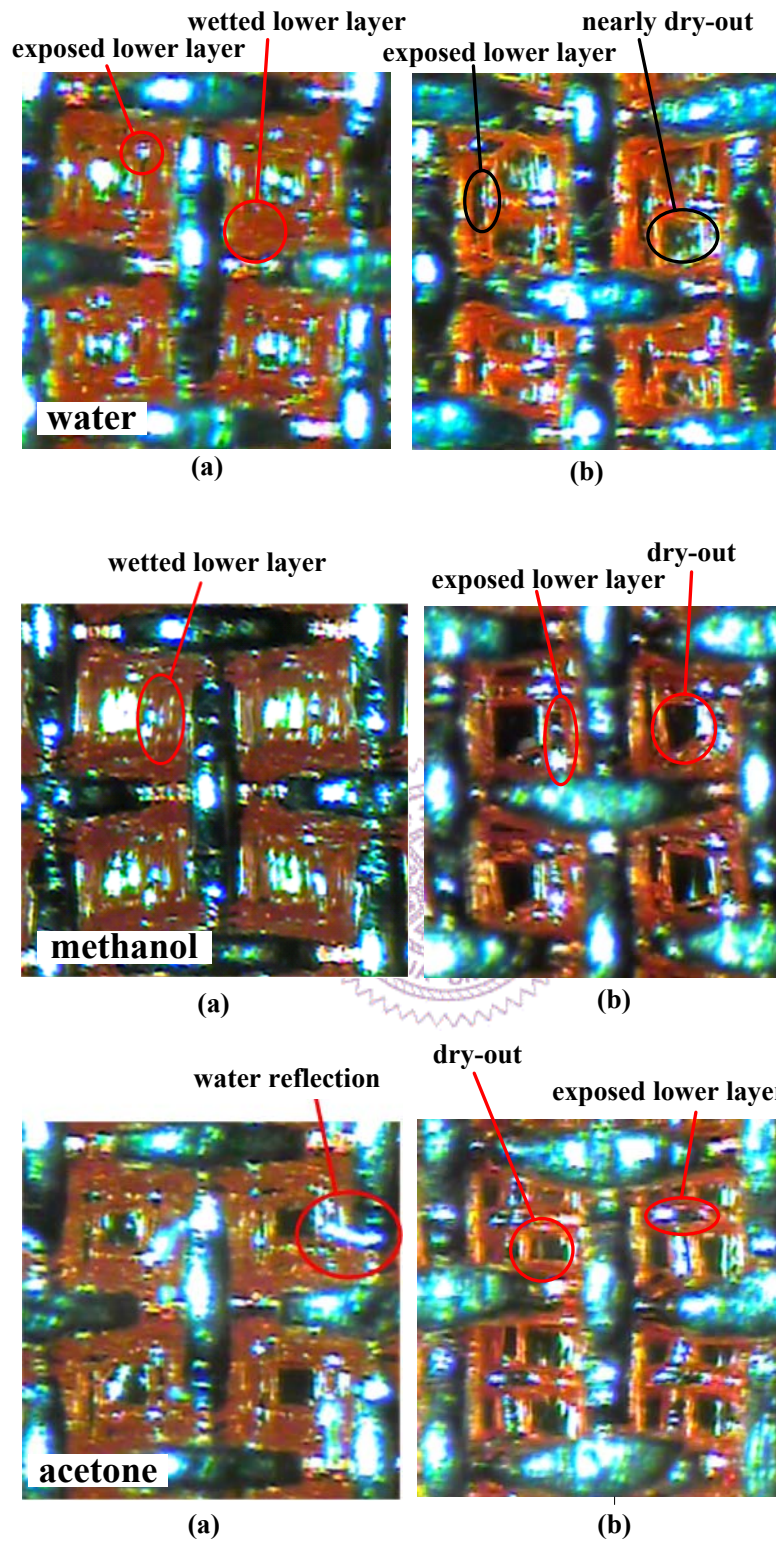 wetted lower layer
exposed lower layer
nearly dry-out
exposed lower layer
water
(a)
(b)
wetted lower layer
dry-out
exposed lower layer
methanol
(a)
(b)
dry-out
water reflection
exposed lower layer
acetone
(a)
(b)